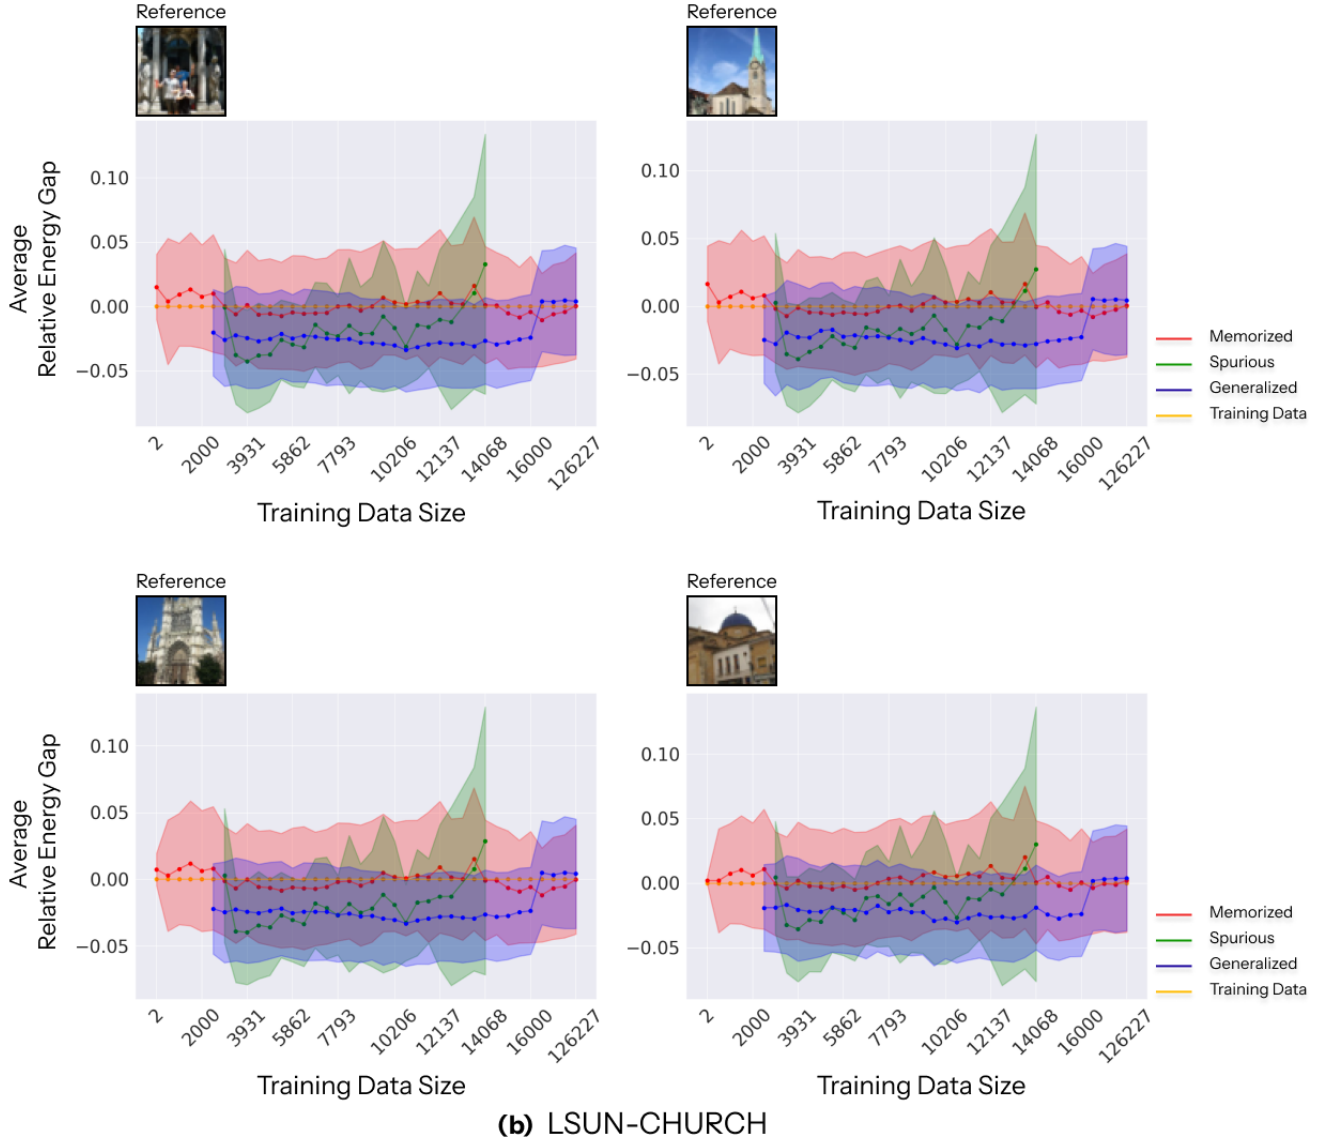 Reference
Reference
Average
Relative Energy Gap
0.10
0.05
0.00
−0.05
2
2000
3931
5862
7793
10206
12137
14068
16000
126227
Training Data Size
0.10
0.05
0.00
−0.05
2
2000
3931
5862
7793
10206
12137
14068
16000
126227
Training Data Size
Memorized
Spurious
Generalized
Training Data
Reference
Reference
Average
Relative Energy Gap
0.10
0.05
0.00
−0.05
2
2000
3931
5862
7793
10206
12137
14068
16000
126227
Training Data Size
0.10
0.05
0.00
−0.05
2
2000
3931
5862
7793
10206
12137
14068
16000
126227
Training Data Size
Memorized
Spurious
Generalized
Training Data
(b) LSUN-CHURCH